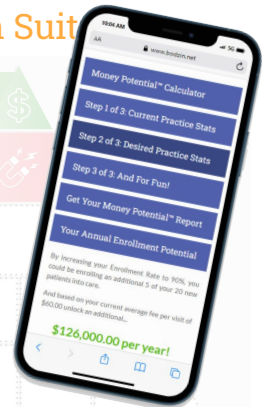 n Suit
10:04 AM
5G
AA
www.bindzin.net
Money Potential™ Calculator
Step 1 of 3: Current Practice Stats
Step 2 of 3: Desired Practice Stats
Step 3 of 3: And For Fun!
Get Your Money Potential™ Report
Your Annual Enrollment Potential
By increasing your Enrollment Rate to 90%, you
could be enrolling an additional 5 of your 20 new
patients into care.
And based on your current average fee per visit of
$60.00 unlock an additional...
$126,000.00 per year!
$